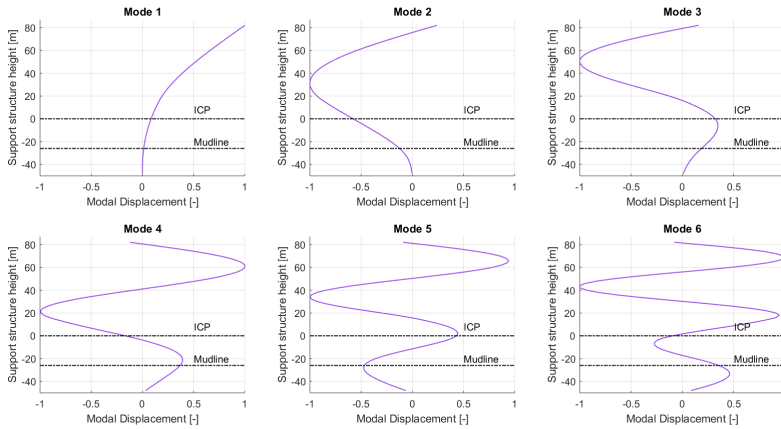 Mode 1
Support structure height [m]
80
60
40
20
0
-20
-40
ICP
Mudline
-1
-0.5
0
0.5
1
Modal Displacement [-]
Mode 2
Support structure height [m]
80
60
40
20
0
-20
-40
ICP
Mudline
-1
-0.5
0
0.5
1
Modal Displacement [-]
Mode 3
Support structure height [m]
80
60
40
20
0
-20
-40
ICP
Mudline
-1
-0.5
0
0.5
Modal Displacement [-]
Mode 4
Support structure height [m]
80
60
40
20
0
-20
-40
ICP
Mudline
-1
-0.5
0
0.5
1
Modal Displacement [-]
Mode 5
Support structure height [m]
80
60
40
20
0
-20
-40
ICP
Mudline
-1
-0.5
0
0.5
1
Modal Displacement [-]
Mode 6
Support structure height [m]
80
60
40
20
0
-20
-40
ICP
Mudline
-1
-0.5
0
0.5
Modal Displacement [-]